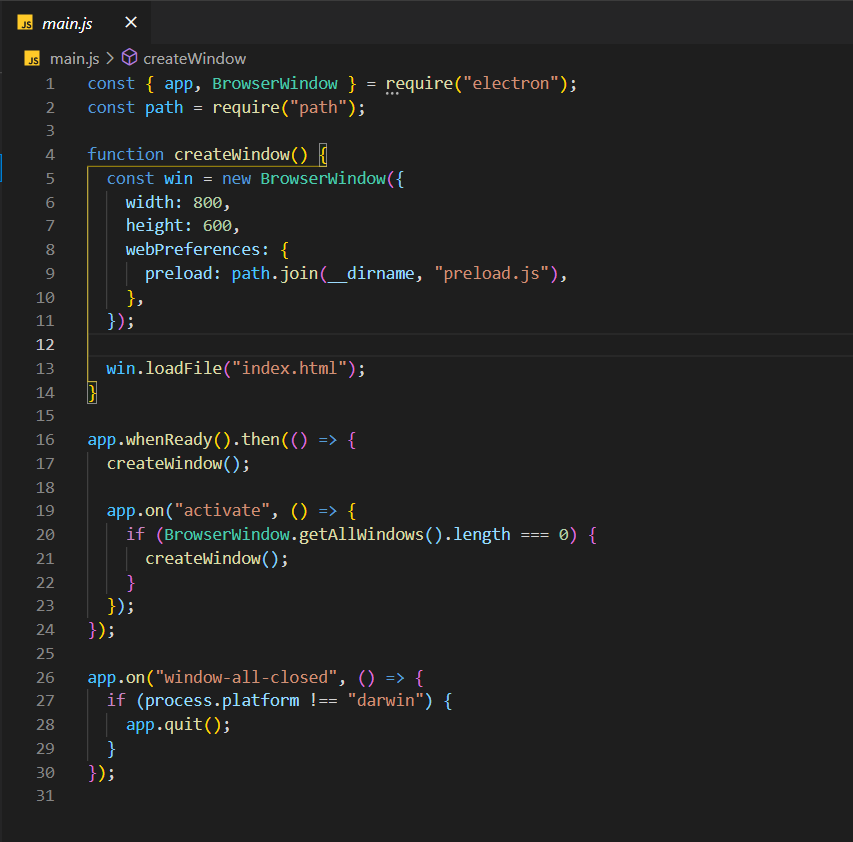 JS main.js ×
JS main.js > createWindow
1 const { app, BrowserWindow } = require("electron");
2 const path = require("path");
3
4 function createWindow() {
5   const win = new BrowserWindow({
6     width: 800,
7     height: 600,
8     webPreferences: {
9       preload: path.join(__dirname, "preload.js"),
10     },
11   });
12
13   win.loadFile("index.html");
14 }
15
16 app.whenReady().then(() => {
17   createWindow();
18
19   app.on("activate", () => {
20     if (BrowserWindow.getAllWindows().length === 0) {
21       createWindow();
22     }
23   });
24 });
25
26 app.on("window-all-closed", () => {
27   if (process.platform !== "darwin") {
28     app.quit();
29   }
30 });
31